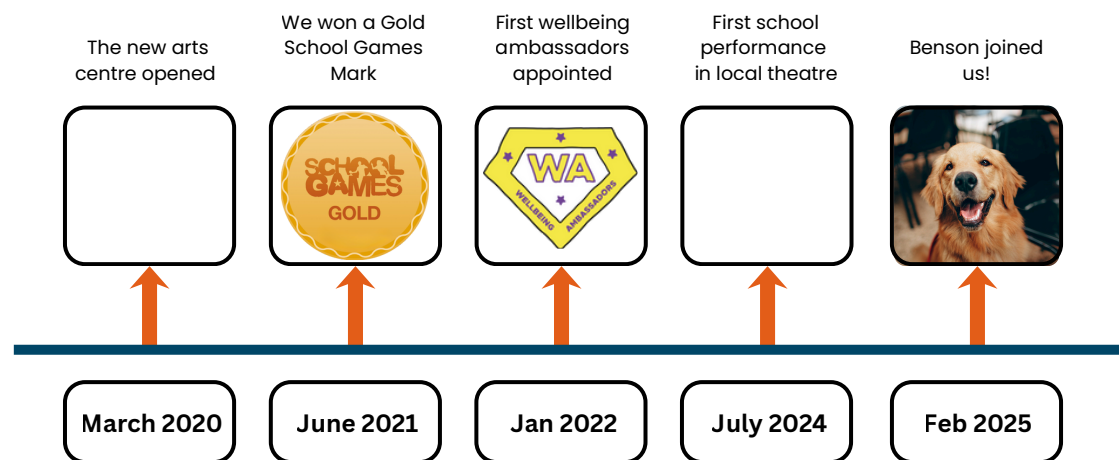 The new arts
centre opened
We won a Gold
School Games
Mark
First wellbeing
ambassadors
appointed
First school
performance
in local theatre
Benson joined
us!
SCHOOL
GAMES
GOLD
WA
WELLBEING
AMBASSADORS
March 2020
June 2021
Jan 2022
July 2024
Feb 2025